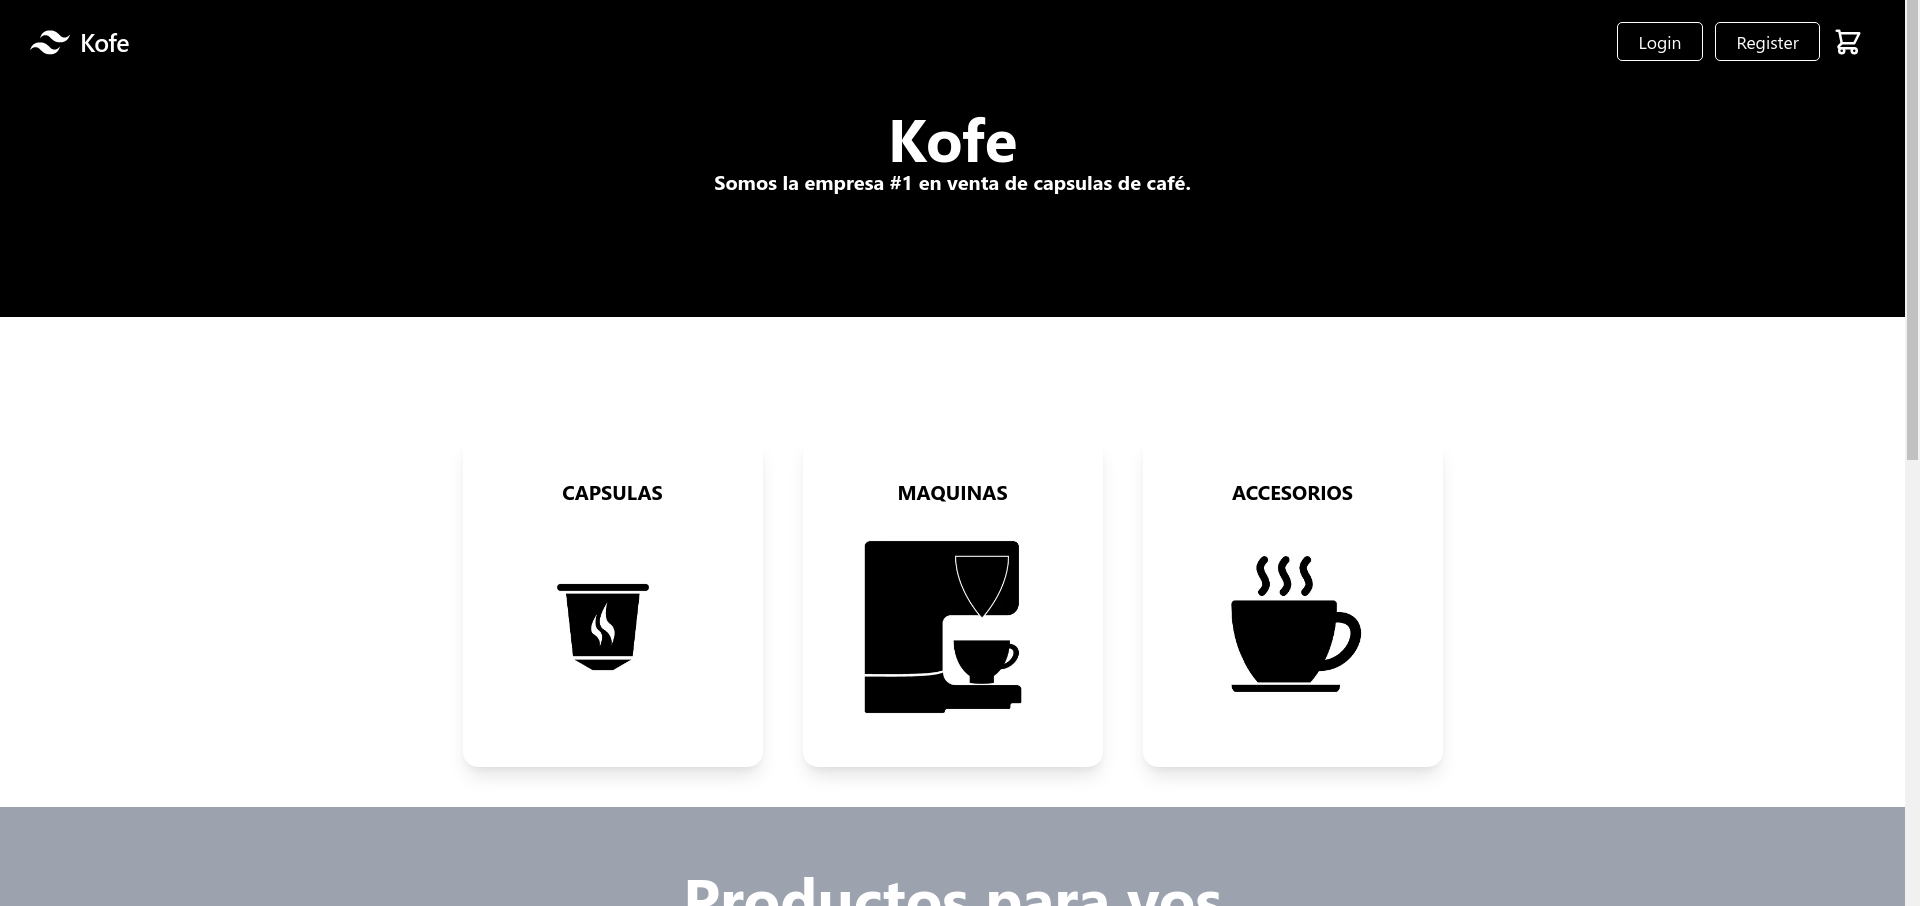 Kofe
Login
Register
Kofe
Somos la empresa #1 en venta de capsulas de café.
CAPSULAS
MAQUINAS
ACCESORIOS
Productos para vos